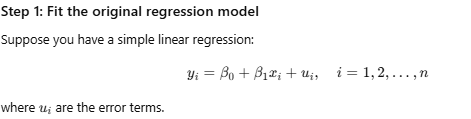 Step 1: Fit the original regression model
Suppose you have a simple linear regression:
yᵢ = β₀ + β₁xᵢ + uᵢ,  i = 1, 2, …, n
where uᵢ are the error terms.